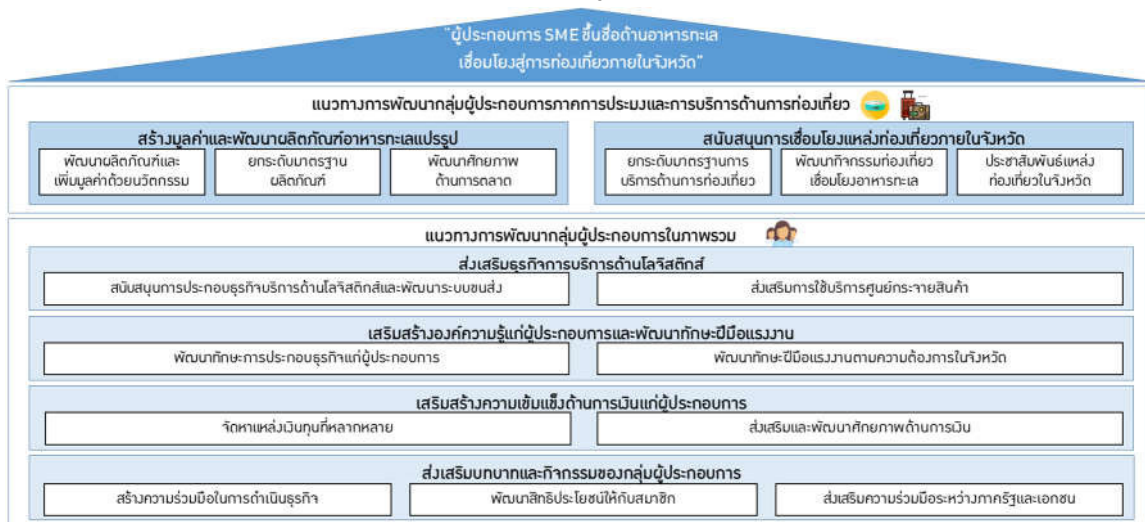 "ผู้ประกอบการ SME ขึ้นชื่อด้านอาหารทะเล
เชื่อมโยงสู่การท่องเที่ยวภายในจังหวัด"
แนวทางการพัฒนากลุ่มผู้ประกอบการภาคการประมงและการบริการด้านการท่องเที่ยว
สร้างมูลค่าและพัฒนาผลิตภัณฑ์อาหารทะเลแปรรูป
พัฒนาผลิตภัณฑ์และ
เพิ่มมูลค่าด้วยนวัตกรรม
ยกระดับมาตรฐาน
ผลิตภัณฑ์
พัฒนาศักยภาพ
ด้านการตลาด
สนับสนุนการเชื่อมโยงแหล่งท่องเที่ยวภายในจังหวัด
ยกระดับมาตรฐานการ
บริการด้านการท่องเที่ยว
พัฒนากิจกรรมท่องเที่ยว
เชื่อมโยงอาหารทะเล
ประชาสัมพันธ์แหล่ง
ท่องเที่ยวในจังหวัด
แนวทางการพัฒนากลุ่มผู้ประกอบการในภาพรวม
ส่งเสริมธุรกิจการบริการด้านโลจิสติกส์
สนับสนุนการประกอบธุรกิจบริการด้านโลจิสติกส์และพัฒนาระบบขนส่ง
ส่งเสริมการใช้บริการศูนย์กระจายสินค้า
เสริมสร้างองค์ความรู้แก่ผู้ประกอบการและพัฒนาทักษะฝีมือแรงงาน
พัฒนาทักษะการประกอบธุรกิจแก่ผู้ประกอบการ
พัฒนาทักษะฝีมือแรงงานตามความต้องการในจังหวัด
เสริมสร้างความเข้มแข็งด้านการเงินแก่ผู้ประกอบการ
จัดหาแหล่งเงินทุนที่หลากหลาย
ส่งเสริมและพัฒนาศักยภาพด้านการเงิน
ส่งเสริมบทบาทและกิจกรรมของกลุ่มผู้ประกอบการ
สร้างความร่วมมือในการดำเนินธุรกิจ
พัฒนาสิทธิประโยชน์ให้กับสมาชิก
ส่งเสริมความร่วมมือระหว่างภาครัฐและเอกชน